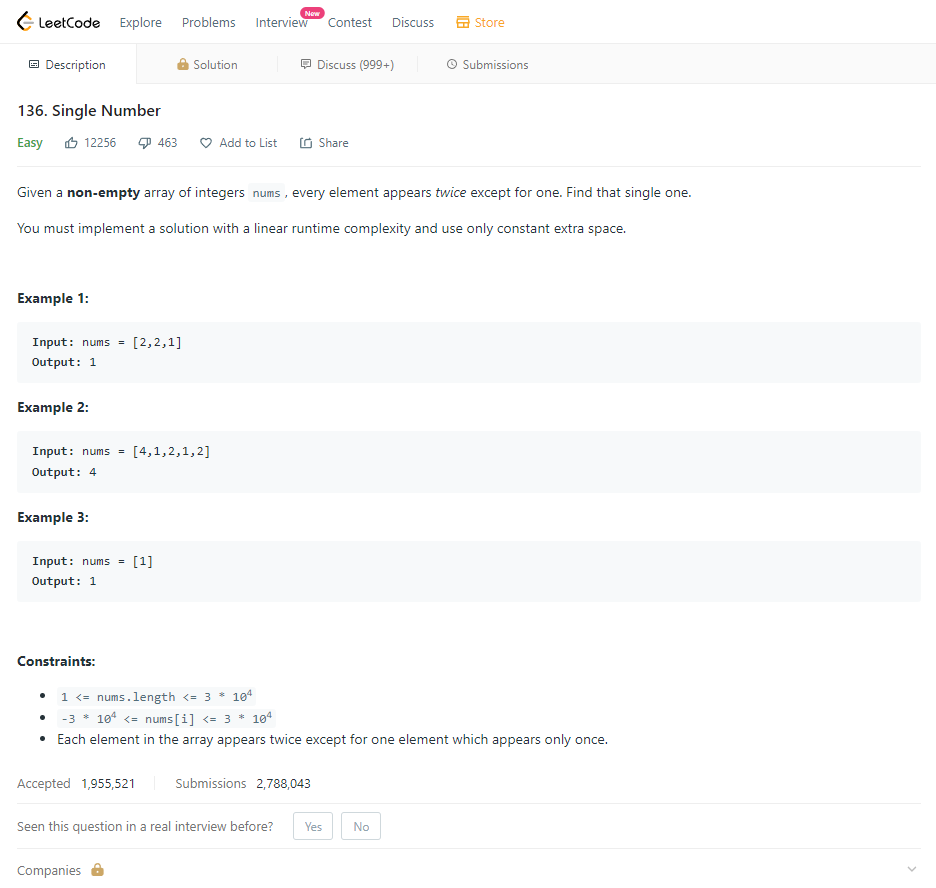 LeetCode Explore Problems Interview New Contest Discuss Store
Description Solution Discuss (999+) Submissions
136. Single Number
Easy 12256 463 Add to List Share
Given a non-empty array of integers nums , every element appears twice except for one. Find that single one.
You must implement a solution with a linear runtime complexity and use only constant extra space.
Example 1:
Input: nums = [2,2,1]
Output: 1
Example 2:
Input: nums = [4,1,2,1,2]
Output: 4
Example 3:
Input: nums = [1]
Output: 1
Constraints:
• 1 <= nums.length <= 3 * 10⁴
• -3 * 10⁴ <= nums[i] <= 3 * 10⁴
• Each element in the array appears twice except for one element which appears only once.
Accepted 1,955,521 Submissions 2,788,043
Seen this question in a real interview before? Yes No
Companies